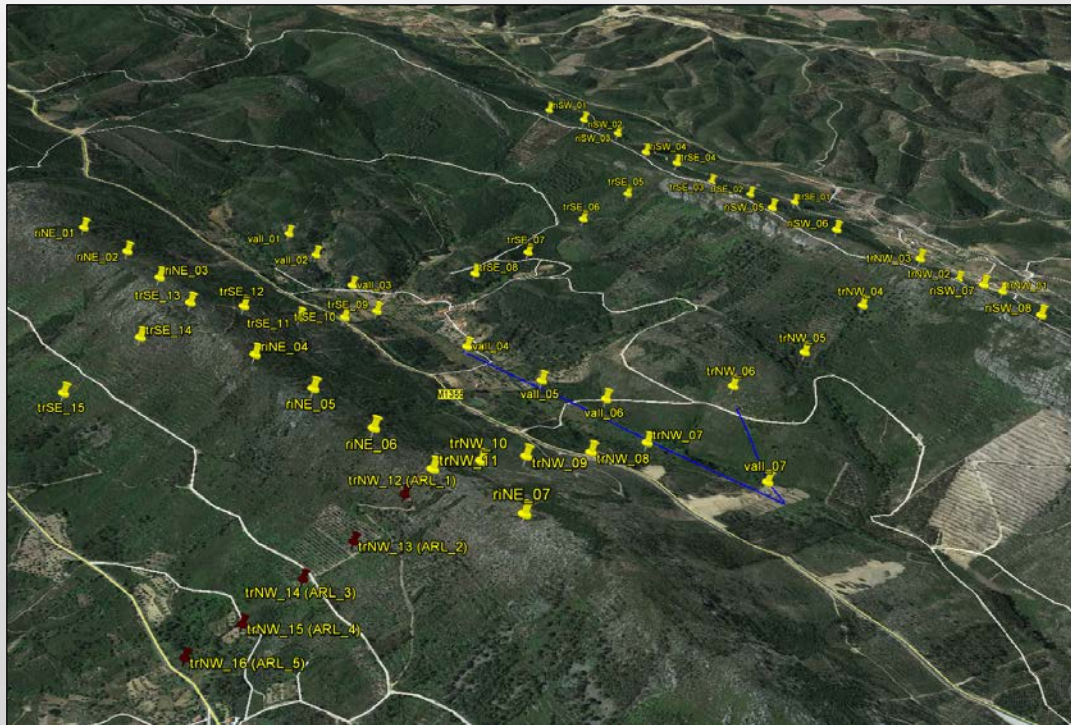 riSW_01
riSW_02
riSW_03
riSW_04
trSE_04
trSE_05
trSE_03
trSE_02
trSE_01
riSW_05
trSE_06
riSW_06
riNE_01
vall_01
riNE_02
vall_02
trSE_07
trNW_03
riNE_03
trSE_08
trNW_02
vall_03
riSW_07
trNW_01
trSE_13
trSE_12
trNW_04
trSE_09
riSW_08
trSE_11
trSE_10
trSE_14
vall_04
riNE_04
trNW_05
trNW_06
M1355
vall_05
riNE_05
trSE_15
vall_06
riNE_06
trNW_10
trNW_07
trNW_11
trNW_09
trNW_08
trNW_12 (ARL_1)
vall_07
riNE_07
trNW_13 (ARL_2)
trNW_14 (ARL_3)
trNW_15 (ARL_4)
trNW_16 (ARL_5)